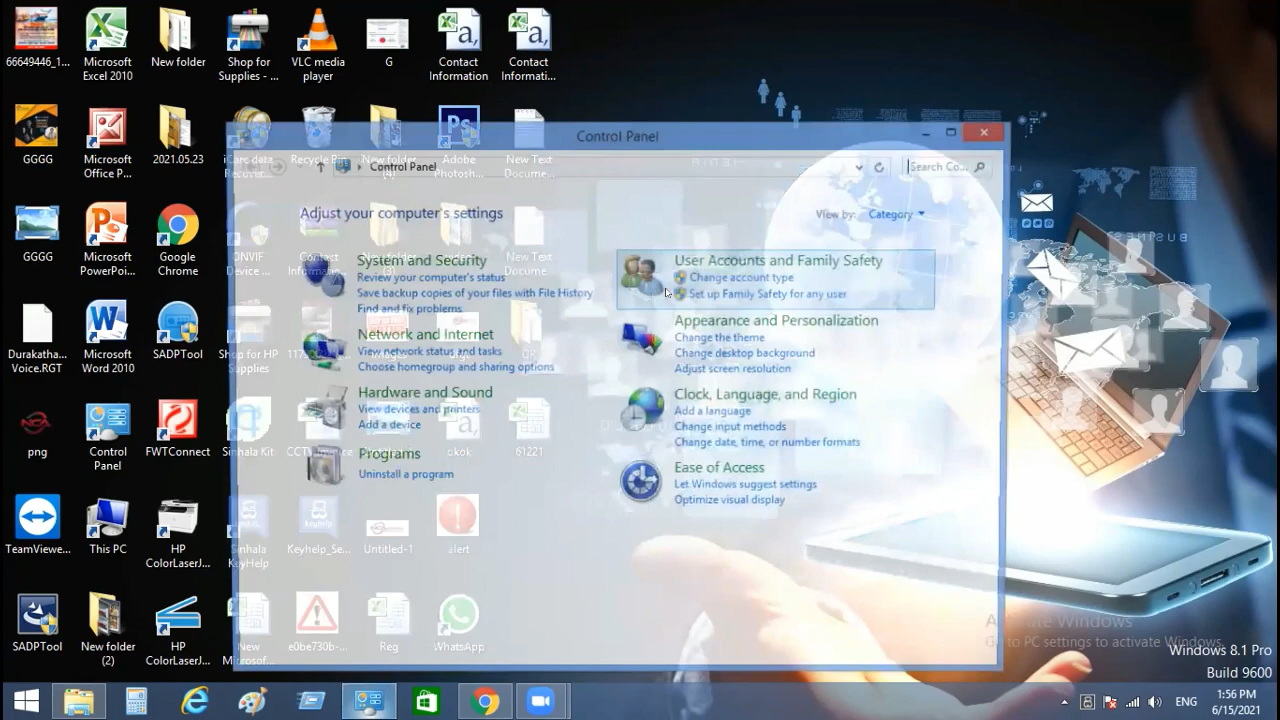 66649446_1...
Microsoft
Excel 2010
New folder
Shop for
Supplies - ...
VLC media
player
G
Contact
Information
Contact
Informati...
GGGG
Microsoft
Office P...
2021.05.23
iCare data
Recover...
Recycle Bin
New folder
(4)
Adobe
Photosh...
New Text
Docume...
GGGG
Microsoft
PowerPoi...
Google
Chrome
ONVIF
Device ...
Contact
Informatio...
New folder
(3)
New Text
Docume...
Durakatha...
Voice.RGT
Microsoft
Word 2010
SADPTool
Shop for HP
Supplies
png
Control
Panel
FWTConnect
Sinhala Kit
okok
61221
TeamViewe...
This PC
HP
ColorLaserJ...
Sinhala
KeyHelp
Keyhelp_Se...
Untitled-1
alert
SADPTool
New folder
(2)
HP
ColorLaserJ...
New
Microsof...
e0be730b-...
Reg
WhatsApp
Control Panel
Control Panel
Search Co...
Adjust your computer's settings
View by: Category
System and Security
Review your computer's status
Save backup copies of your files with File History
Find and fix problems
Network and Internet
View network status and tasks
Choose homegroup and sharing options
Hardware and Sound
View devices and printers
Add a device
Programs
Uninstall a program
User Accounts and Family Safety
Change account type
Set up Family Safety for any user
Appearance and Personalization
Change the theme
Change desktop background
Adjust screen resolution
Clock, Language, and Region
Add a language
Change input methods
Change date, time, or number formats
Ease of Access
Let Windows suggest settings
Optimize visual display
Activate Windows
Go to PC settings to activate Windows.
Windows 8.1 Pro
Build 9600
ENG
1:56 PM
6/15/2021